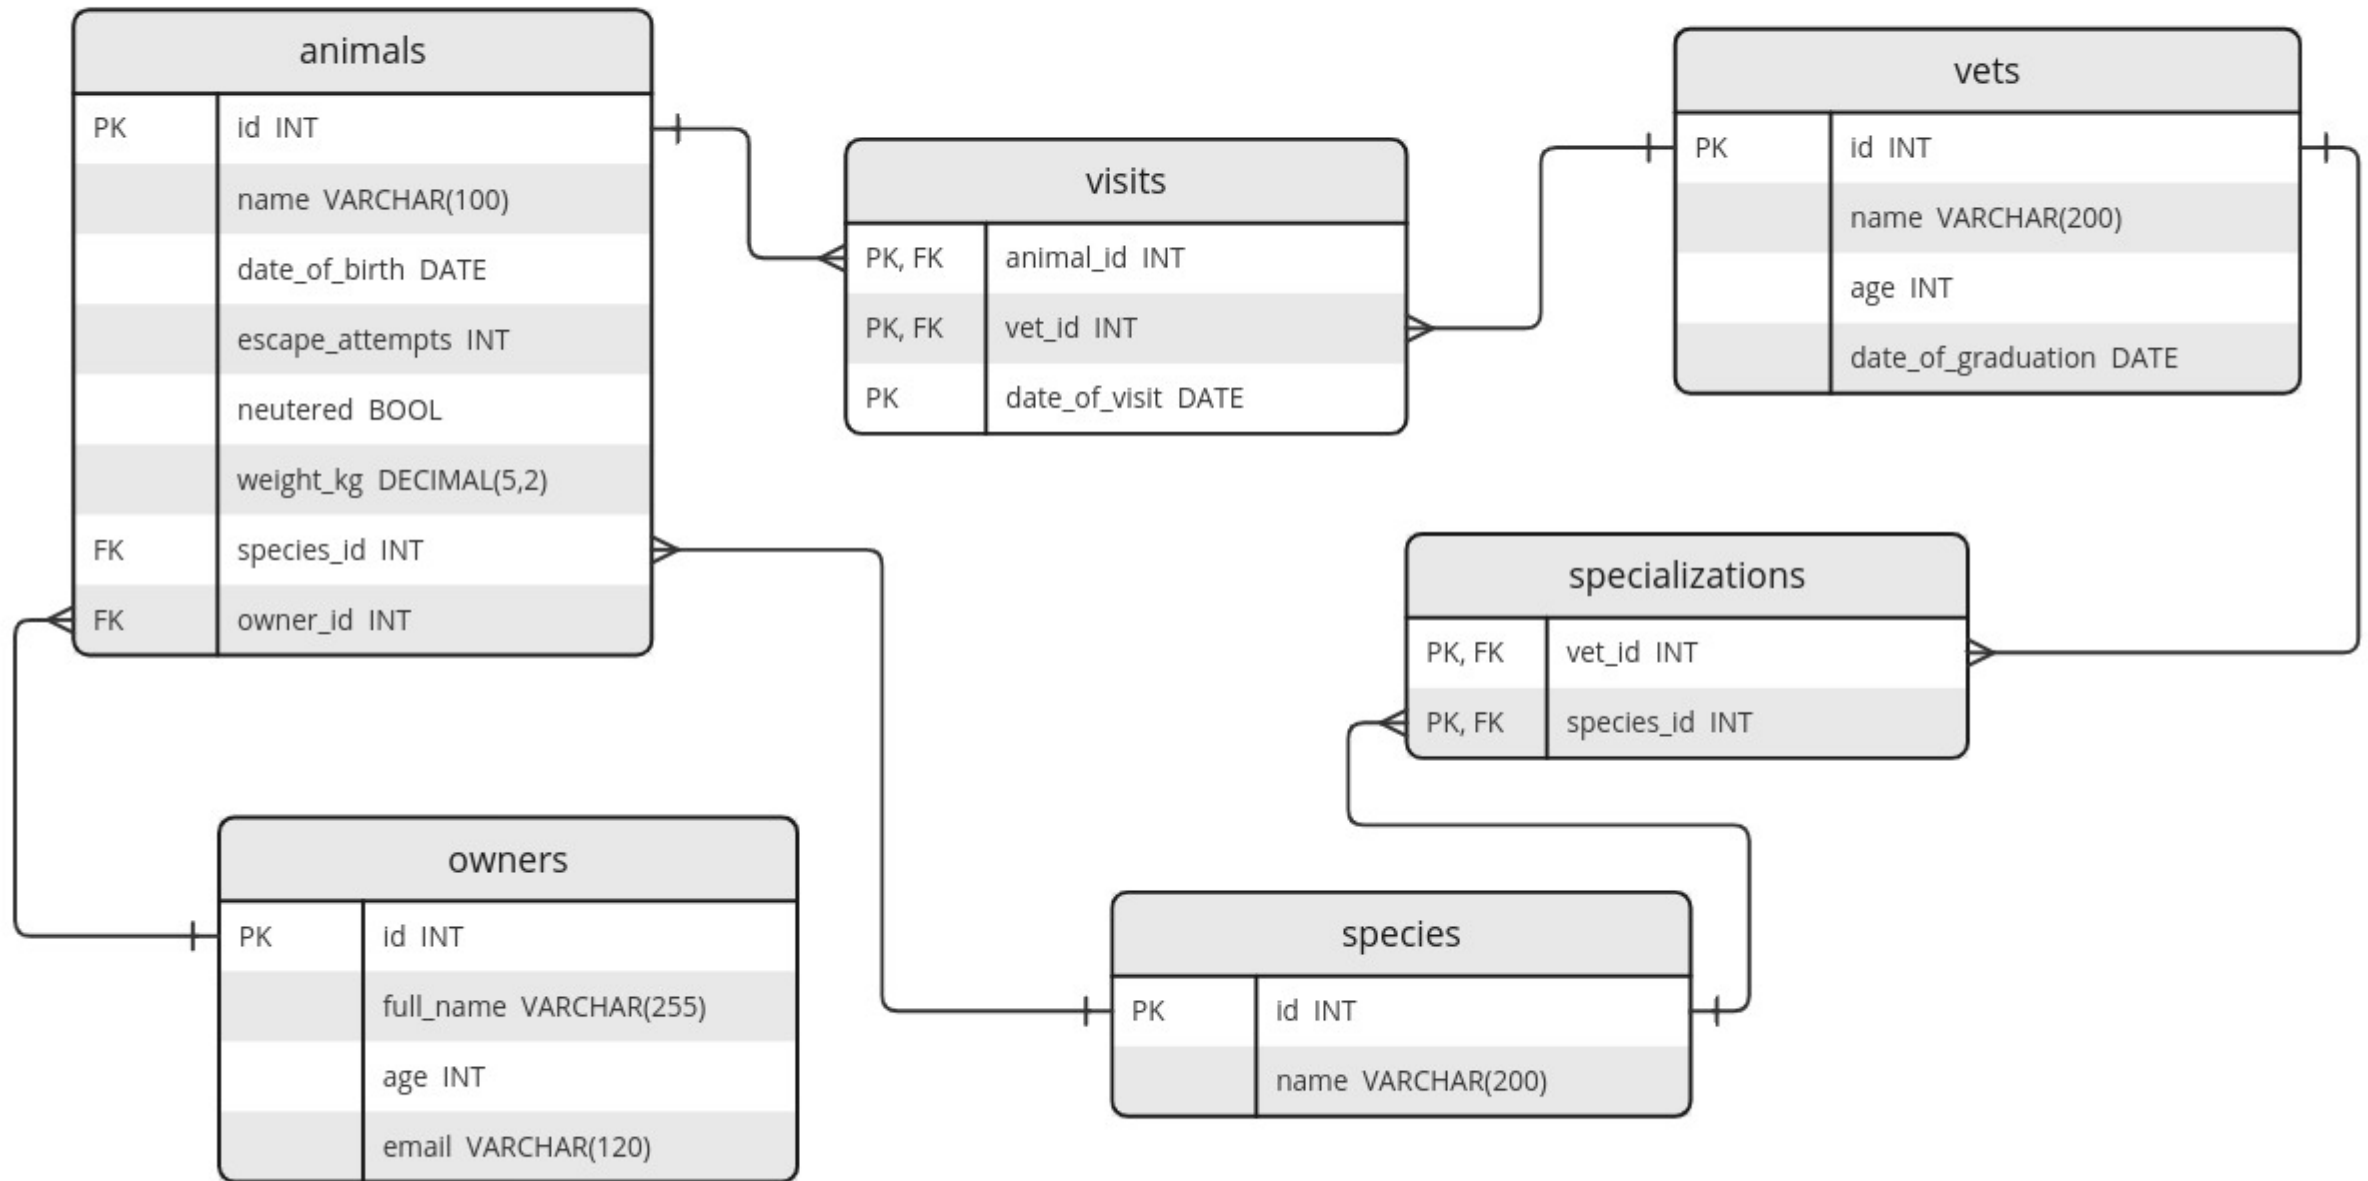 animals
PK id INT
name VARCHAR(100)
date_of_birth DATE
escape_attempts INT
neutered BOOL
weight_kg DECIMAL(5,2)
FK species_id INT
FK owner_id INT
visits
PK, FK animal_id INT
PK, FK vet_id INT
PK date_of_visit DATE
vets
PK id INT
name VARCHAR(200)
age INT
date_of_graduation DATE
specializations
PK, FK vet_id INT
PK, FK species_id INT
owners
PK id INT
full_name VARCHAR(255)
age INT
email VARCHAR(120)
species
PK id INT
name VARCHAR(200)